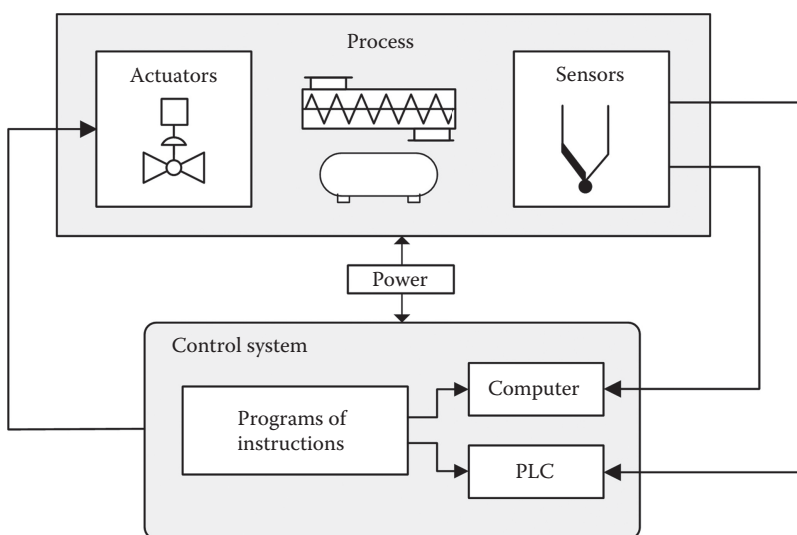 Process
Actuators
Sensors
Power
Control system
Programs of
instructions
Computer
PLC